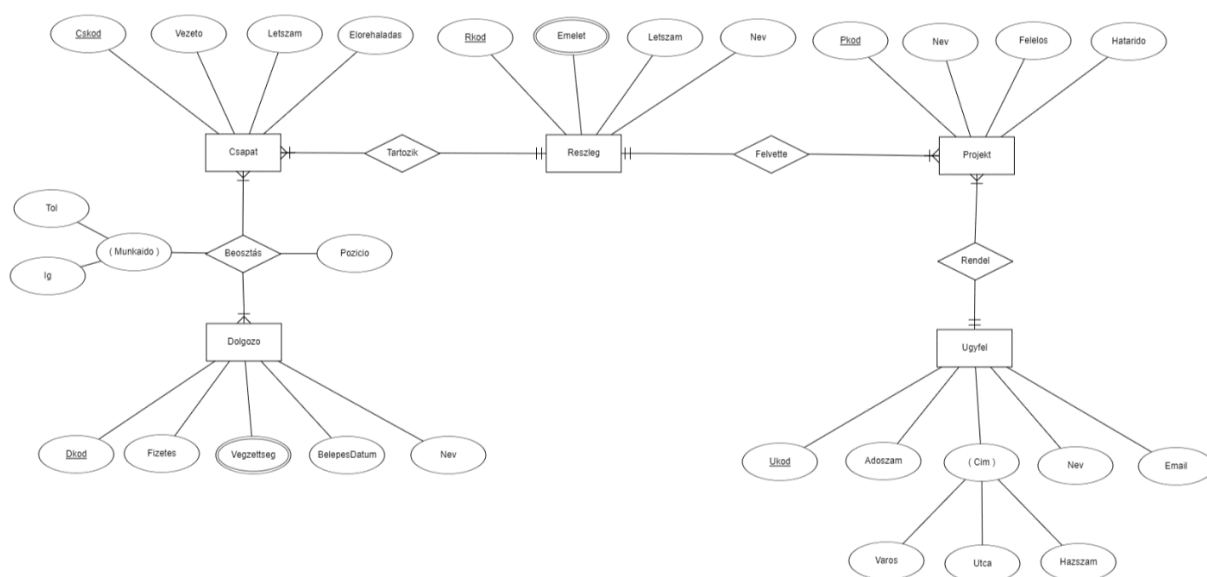 Cskod
Vezeto
Letszam
Elorehaladas
Rkod
Emelet
Letszam
Nev
Pkod
Nev
Felelos
Hatarido
Csapat
Tartozik
Reszleg
Felvette
Projekt
Tol
( Munkaido )
Ig
Beosztás
Pozicio
Rendel
Dolgozo
Ugyfel
Dkod
Fizetes
Vegzettseg
BelepesDatum
Nev
Ukod
Adoszam
( Cim )
Nev
Email
Varos
Utca
Hazszam